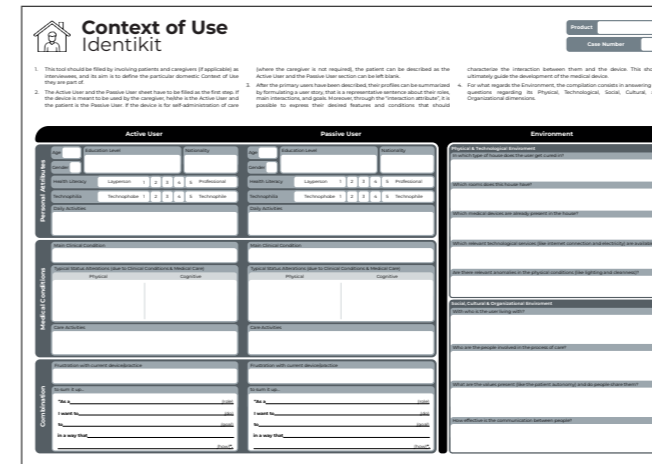 Context of Use
Identikit
Product
Case Number
1. This tool should be filled by involving patients and caregivers (if applicable) as
interviewees, and its aim is to define the particular domestic Context of Use
they are part of.
2. The Active User and the Passive User sheet have to be filled as the first step. If
the device is meant to be used by the caregiver, he/she is the Active User and
the patient is the Passive User. If the device is for self-administration of care
(where the caregiver is not required), the patient can be described as the
Active User and the Passive User section can be left blank.
3. After the primary users have been described, their profiles can be summarized
by formulating a user story, that is a representative sentence about their roles,
main interactions, and goals. Moreover, through the "interaction attribute", it is
possible to express their desired features and conditions that should
characterize the interaction between them and the device. This sho
ultimately guide the development of the medical device.
4. For what regards the Environment, the compilation consists in answering
questions regarding its Physical, Technological, Social, Cultural,
Organizational dimensions.
Active User
Passive User
Environment
Personal Attributes
Age
Education Level
Nationality
Gender
Health Literacy Layperson 1 2 3 4 5 Professional
Technophilia Technophobe 1 2 3 4 5 Technophile
Daily Activities
Age
Education Level
Nationality
Gender
Health Literacy Layperson 1 2 3 4 5 Professional
Technophilia Technophobe 1 2 3 4 5 Technophile
Daily Activities
Medical Conditions
Main Clinical Condition
Typical Status Alterations (due to Clinical Conditions & Medical Care)
Physical Cognitive
Care Activities
Main Clinical Condition
Typical Status Alterations (due to Clinical Conditions & Medical Care)
Physical Cognitive
Care Activities
Combination
Frustration with current device/practice
to sum it up...
"As a
I want to
to
in a way that
Frustration with current device/practice
to sum it up...
"As a
I want to
to
in a way that
Physical & Technological Enviroment
In which type of house does the user get cured in?
Which rooms does this house have?
Which medical devices are already present in the house?
Which relevant technological services (like internet connection and electricity) are availab
Are there relevant anomalies in the physical conditions (like lighting and cleanness)?
Social, Cultural & Organizational Enviroment
With who is the user living with?
Who are the people involved in the process of care?
What are the values present (like the patient autonomy) and do people share them?
How effective is the communication between people?